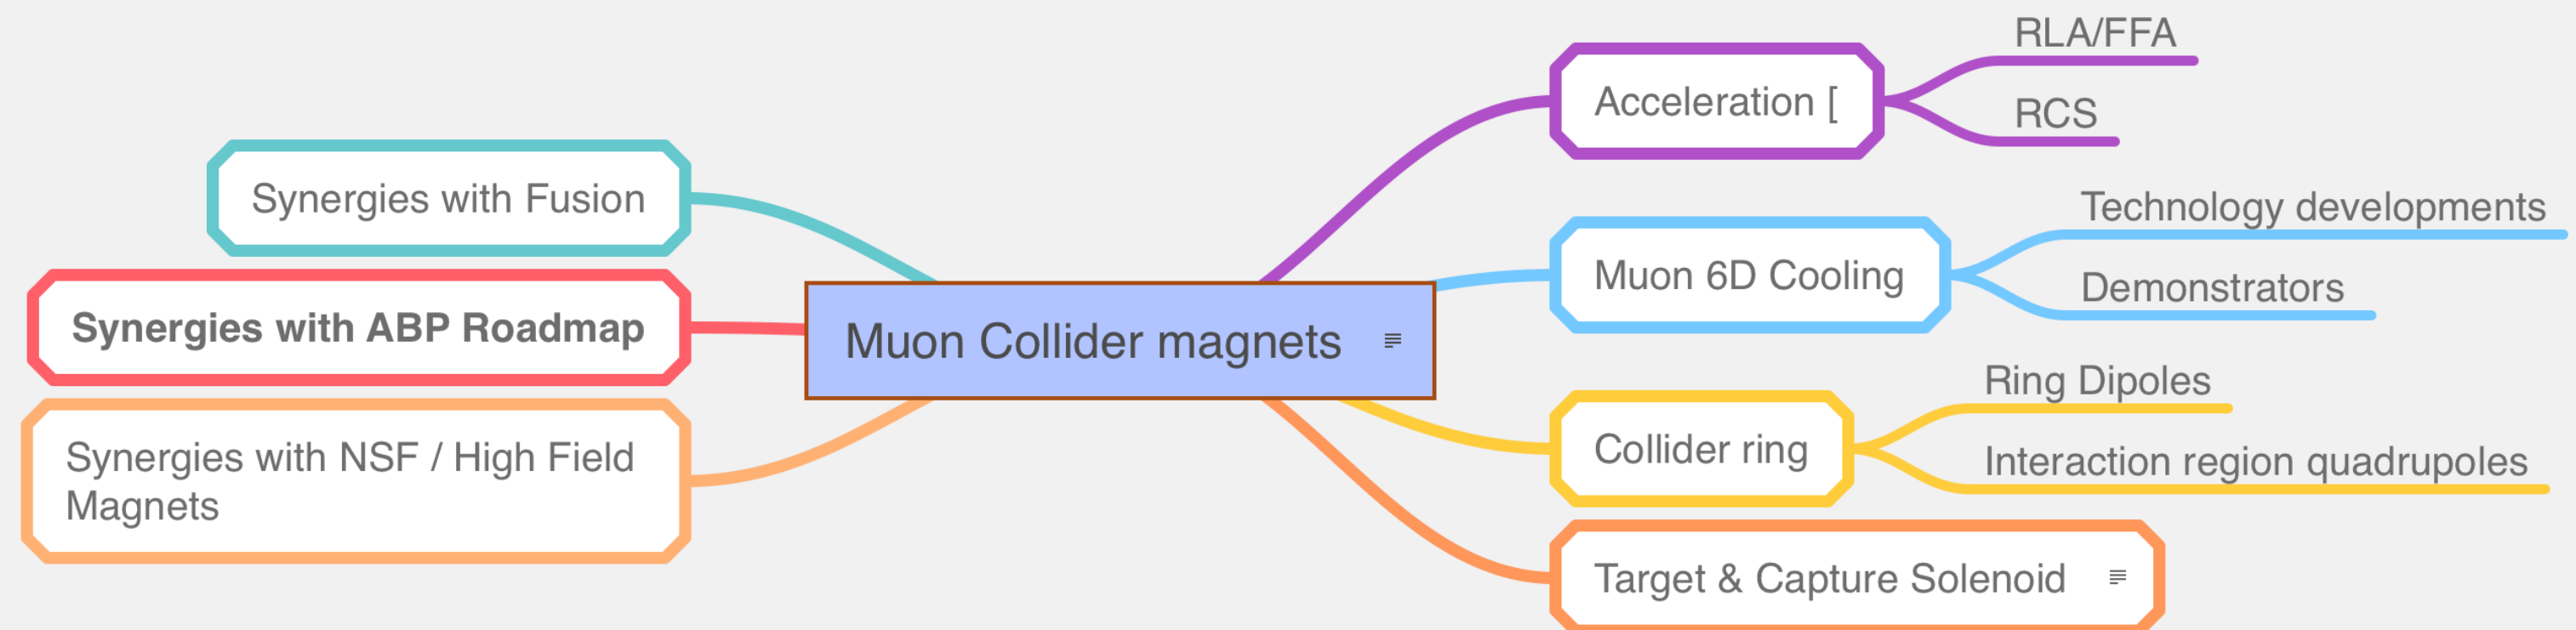 Synergies with Fusion
Synergies with ABP Roadmap
Synergies with NSF / High Field
Magnets
Muon Collider magnets
Acceleration [
RLA/FFA
RCS
Muon 6D Cooling
Technology developments
Demonstrators
Collider ring
Ring Dipoles
Interaction region quadrupoles
Target & Capture Solenoid